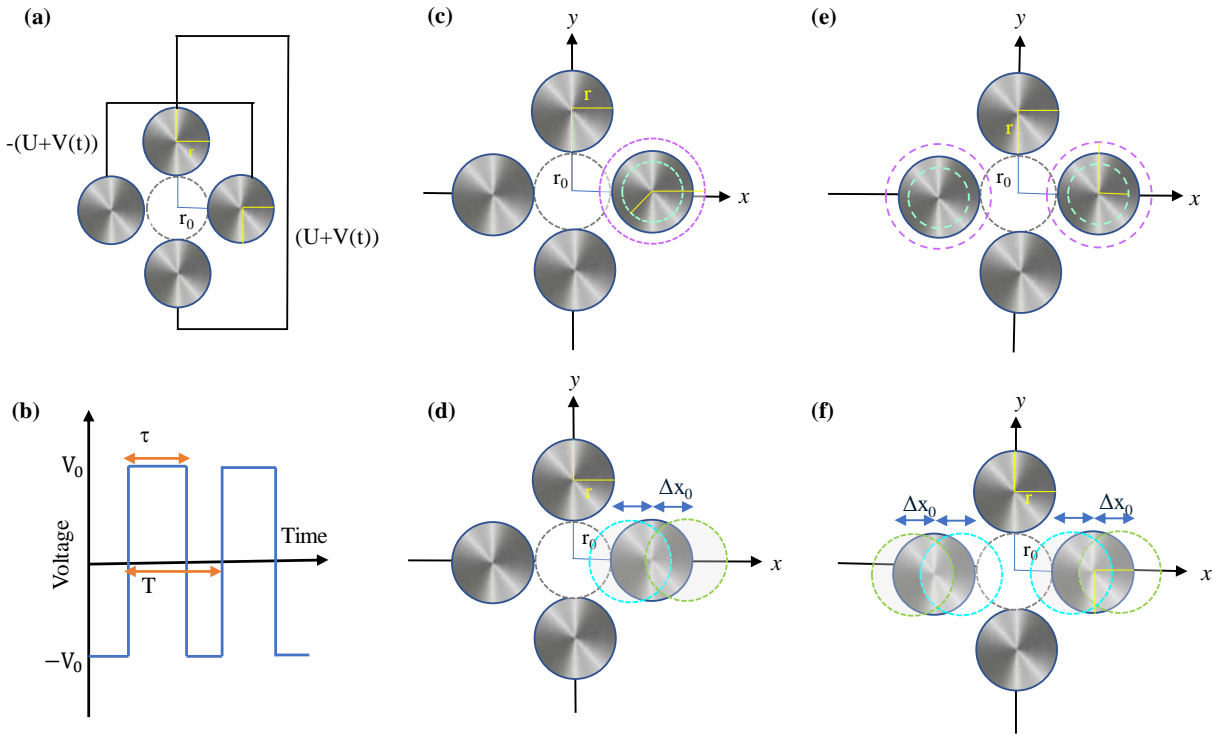 (a)
-(U+V(t))
r
r₀
(U+V(t))
(b)
τ
V₀
Voltage
Time
T
−V₀
(c)
y
r
r₀
x
(d)
y
r
Δx₀
r₀
x
(e)
y
r
r₀
x
(f)
y
r
Δx₀
Δx₀
r₀
x